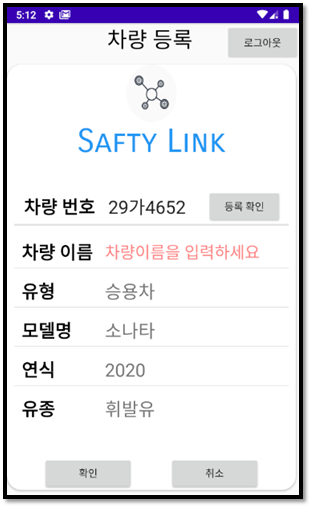 5:12
차량 등록
로그아웃
SAFTY LINK
차량 번호 29가4652 등록 확인
차량 이름 차량이름을 입력하세요
유형 승용차
모델명 소나타
연식 2020
유종 휘발유
확인 취소